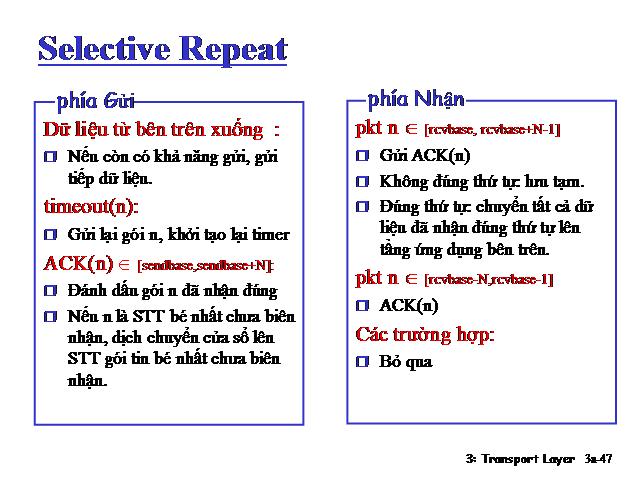 Selective Repeat
phía Gửi
Dữ liệu từ bên trên xuống :
Nếu còn có khả năng gửi, gửi
tiếp dữ liệu.
timeout(n):
Gửi lại gói n, khởi tạo lại timer
ACK(n) ∈ [sendbase,sendbase+N]:
Đánh dấu gói n đã nhận đúng
Nếu n là STT bé nhất chưa biên
nhận, dịch chuyển cửa sổ lên
STT gói tin bé nhất chưa biên
nhận.
phía Nhận
pkt n ∈ [rcvbase, rcvbase+N-1]
Gửi ACK(n)
Không đúng thứ tự: lưu tạm.
Đúng thứ tự: chuyển tất cả dữ
liệu đã nhận đúng thứ tự lên
tầng ứng dụng bên trên.
pkt n ∈ [rcvbase-N,rcvbase-1]
ACK(n)
Các trường hợp:
Bỏ qua
3: Transport Layer 3a-47